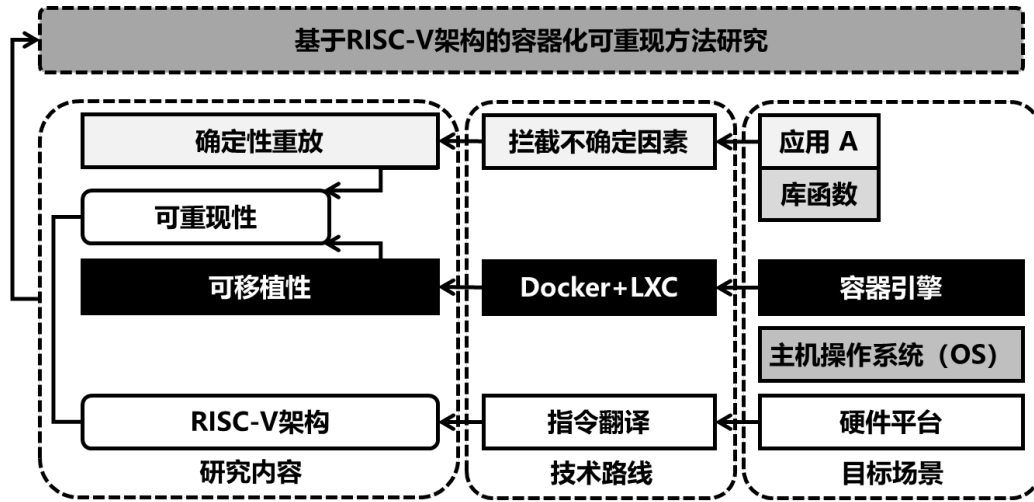 基于RISC-V架构的容器化可重现方法研究
确定性重放
拦截不确定因素
应用 A
库函数
可重现性
可移植性
Docker+LXC
容器引擎
主机操作系统（OS）
RISC-V架构
指令翻译
硬件平台
研究内容
技术路线
目标场景